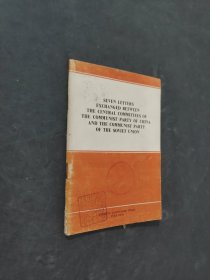 SEVEN LETTERS
EXCHANGED BETWEEN
THE CENTRAL COMMITTEES OF
THE COMMUNIST PARTY OF CHINA
AND THE COMMUNIST PARTY
OF THE SOVIET UNION